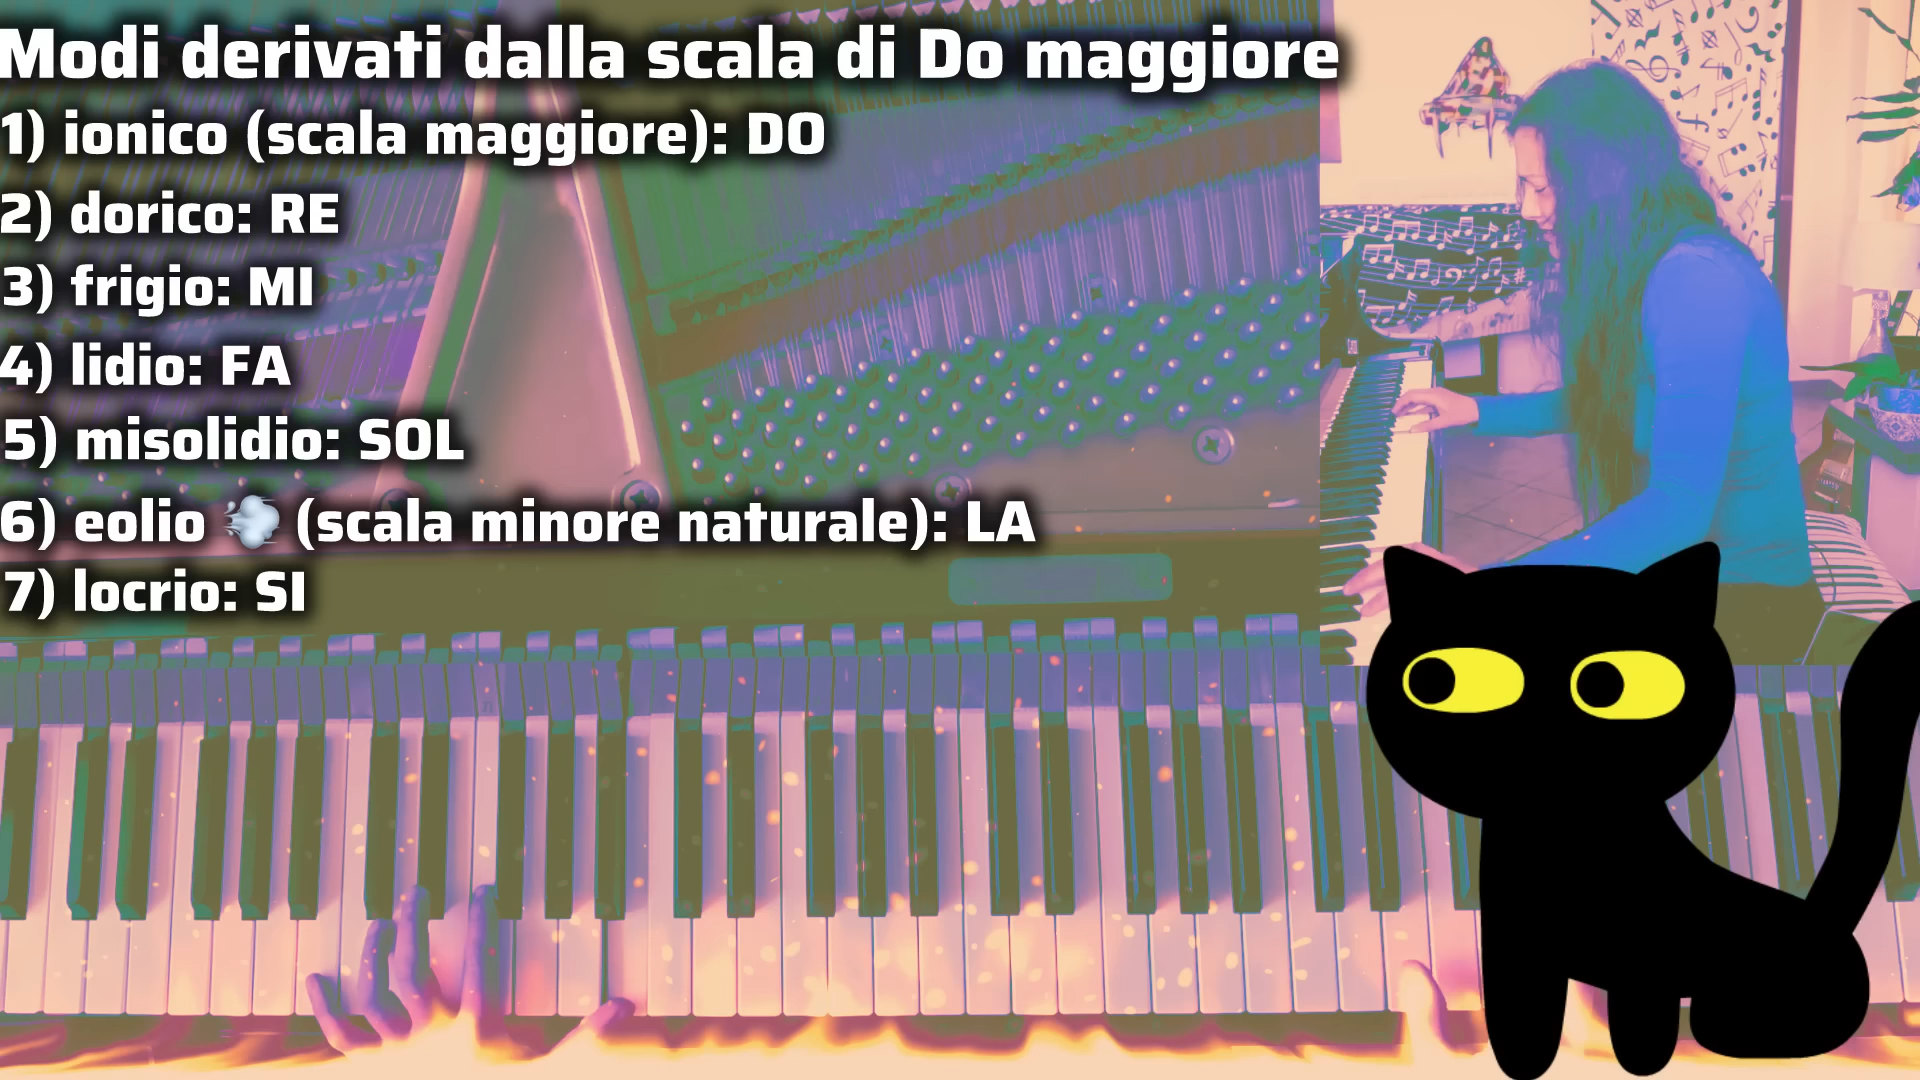 Modi derivati dalla scala di Do maggiore
1) ionico (scala maggiore): DO
2) dorico: RE
3) frigio: MI
4) lidio: FA
5) misolidio: SOL
6) eolio 💨 (scala minore naturale): LA
7) locrio: SI